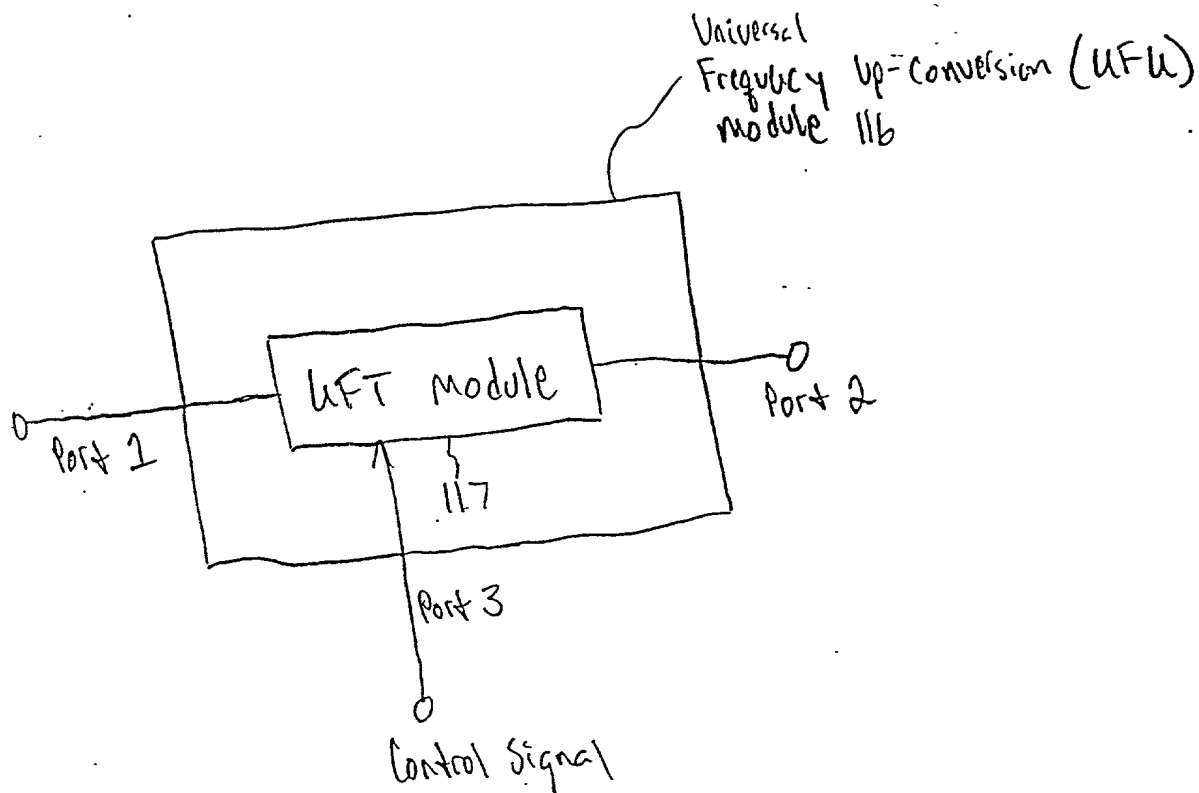 Universal
Frequecy Up-Conversion (UFU)
module 116
UFT module
Port 1
Port 2
117
Port 3
Control Signal